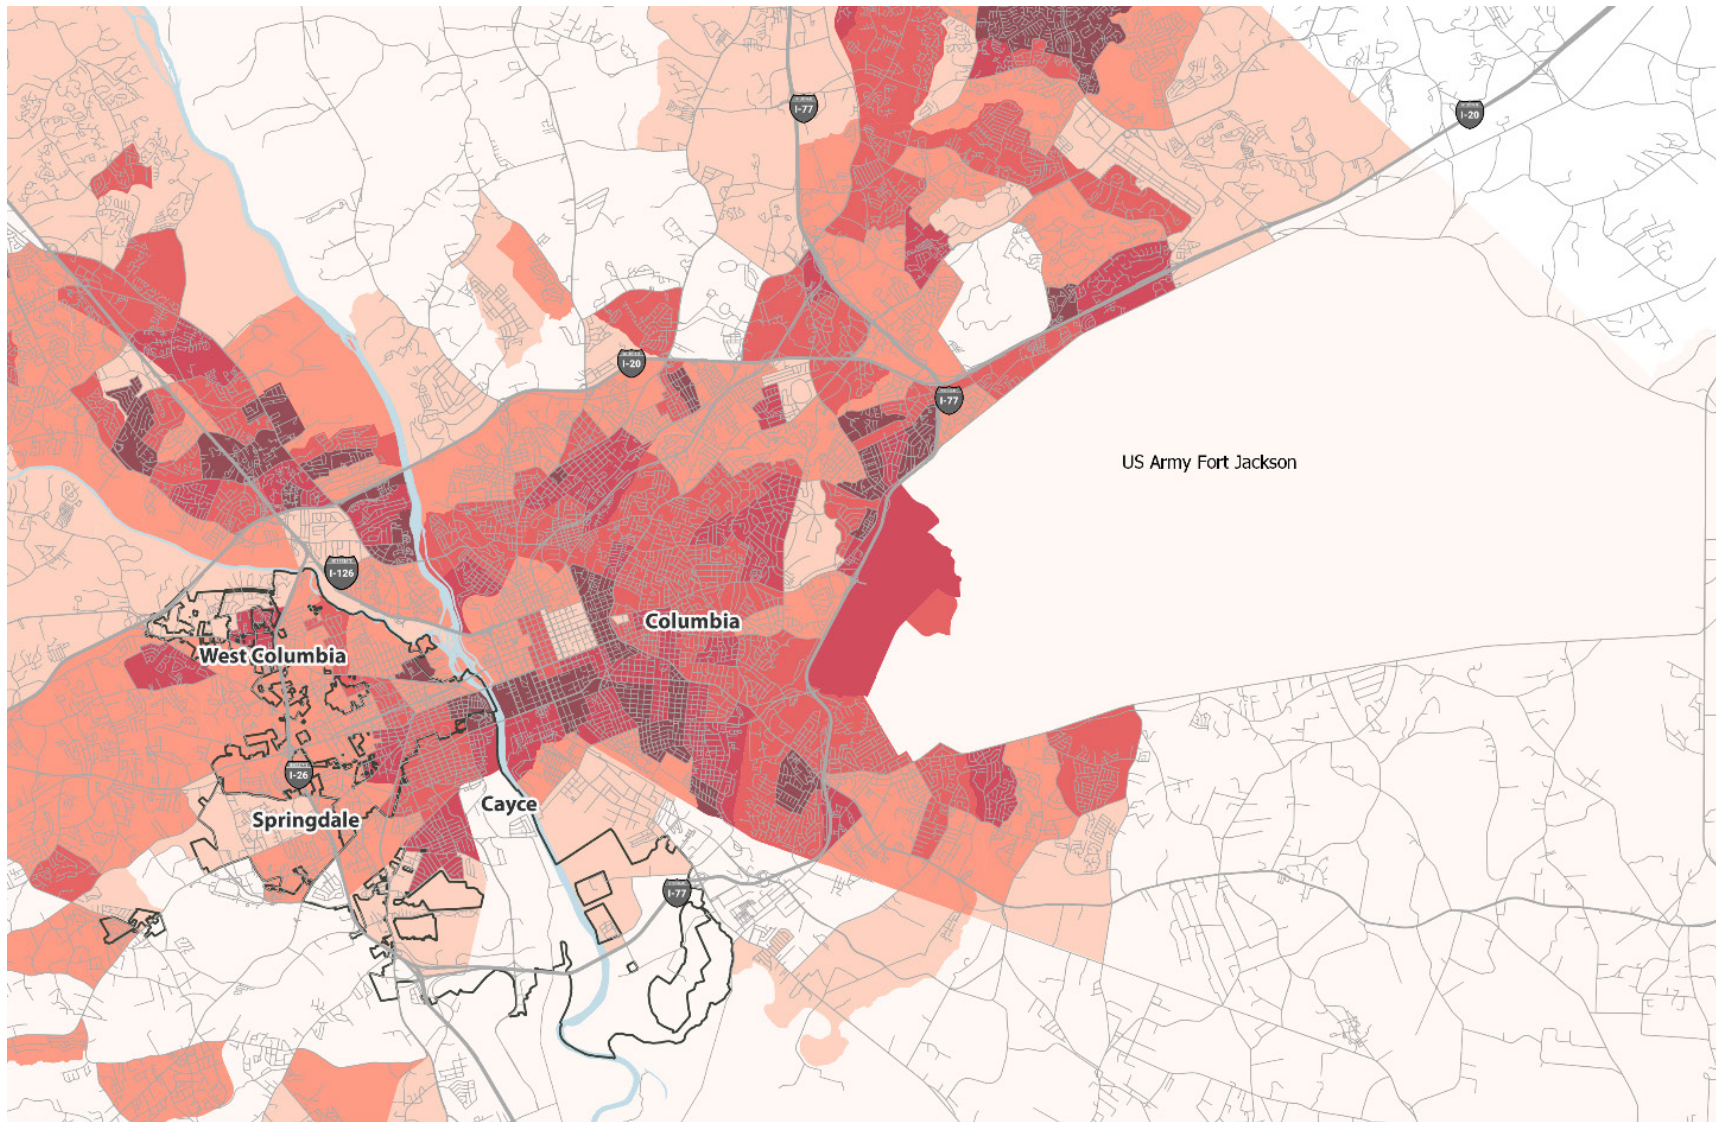 I-77
I-20
I-20
I-77
US Army Fort Jackson
I-126
Columbia
West Columbia
I-26
Cayce
Springdale
I-77